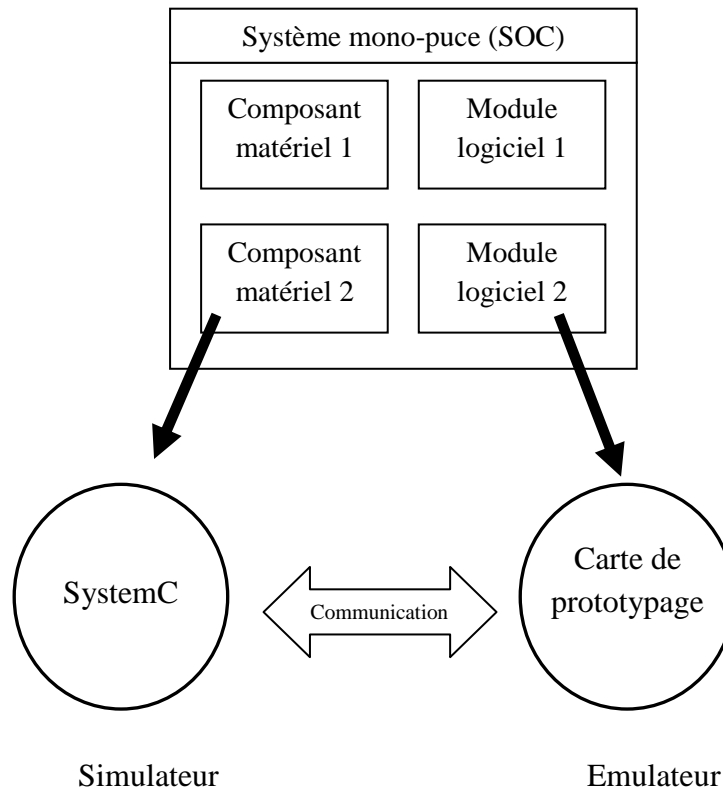 Système mono-puce (SOC)
Composant
matériel 1
Module
logiciel 1
Composant
matériel 2
Module
logiciel 2
SystemC
Communication
Carte de
prototypage
Simulateur
Emulateur